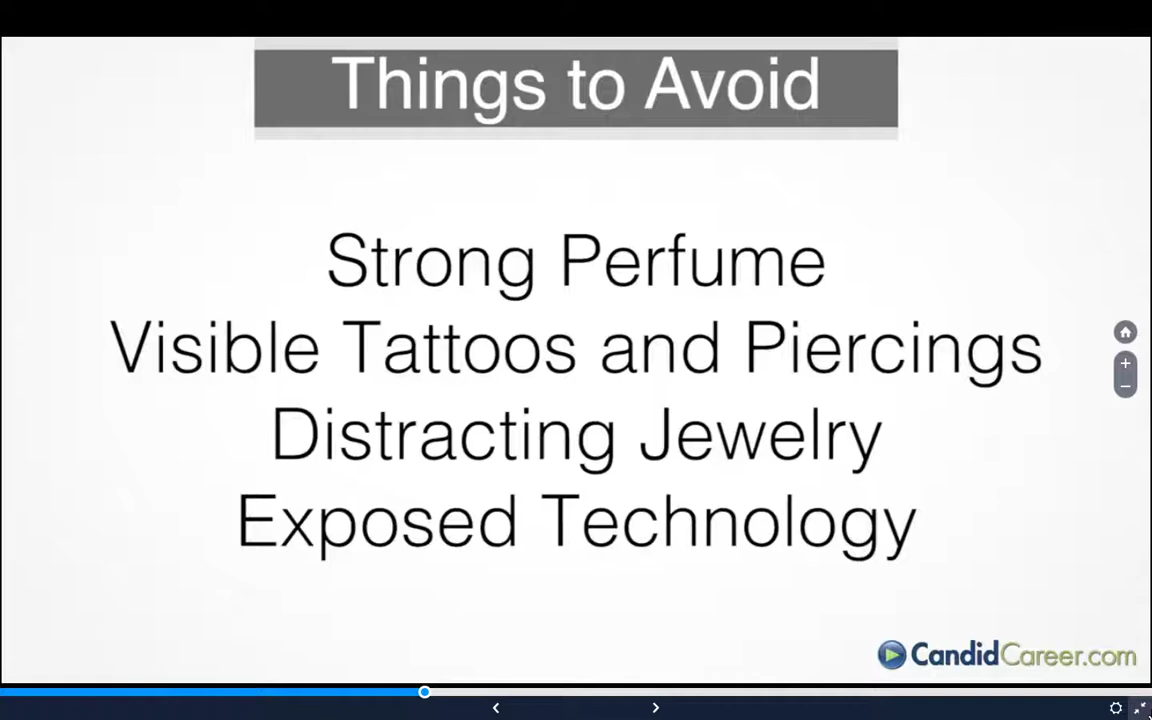 Things to Avoid
Strong Perfume
Visible Tattoos and Piercings
Distracting Jewelry
Exposed Technology
CandidCareer.com